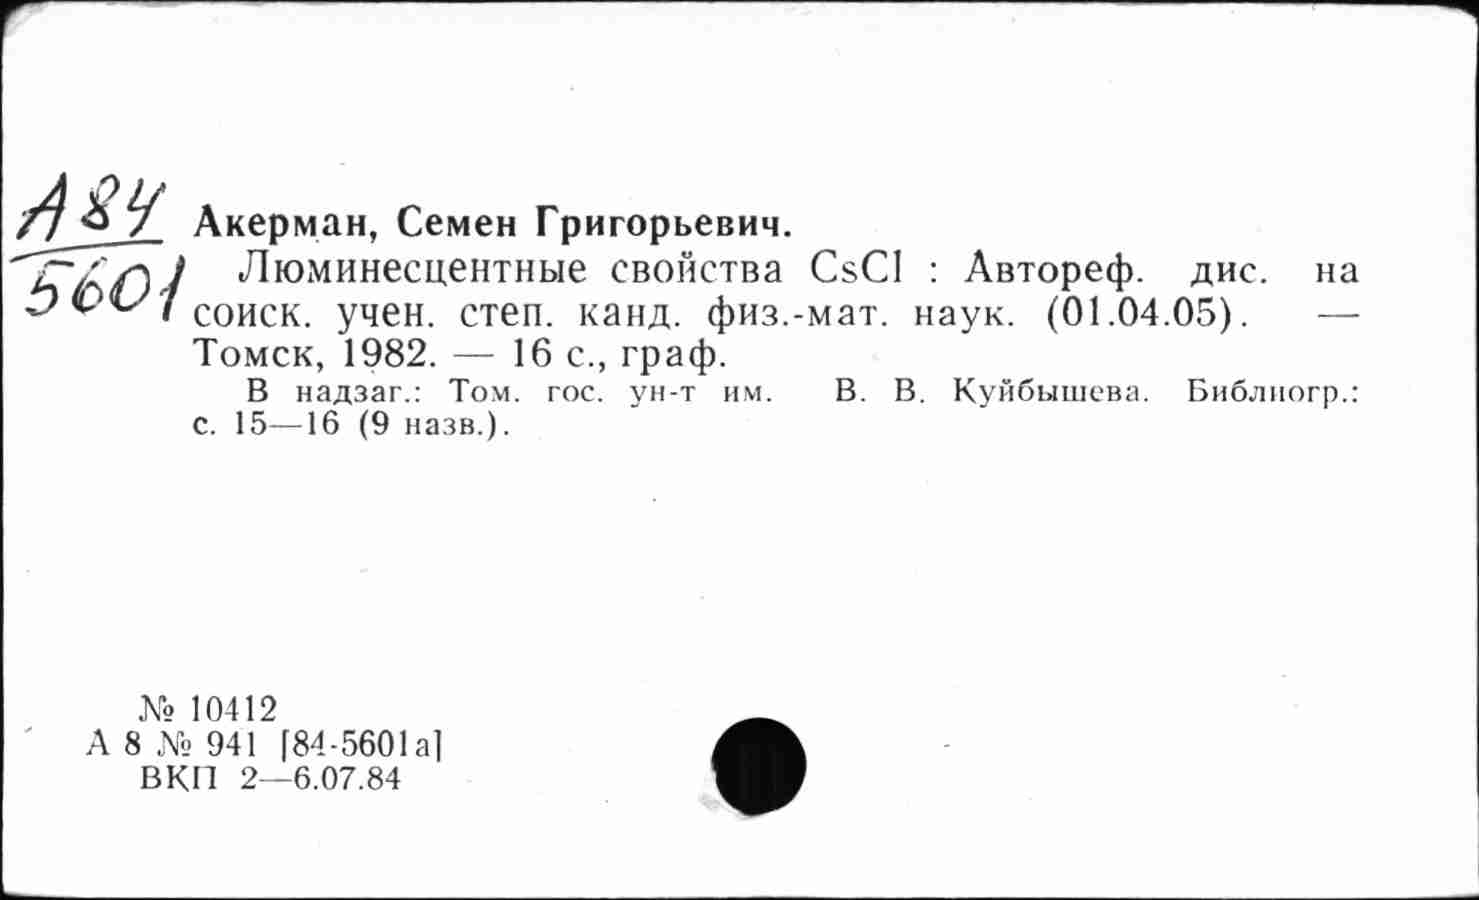 А84
5601
Акерман, Семен Григорьевич.
Люминесцентные свойства CsCl : Автореф. дис. на
соиск. учен. степ. канд. физ.-мат. наук. (01.04.05). —
Томск, 1982. — 16 с., граф.
В надзаг.: Том. гос. ун-т им. В. В. Куйбышева. Библиогр.:
с. 15—16 (9 назв.).
№ 10412
А 8 № 941 [84-5601а]
ВКП 2—6.07.84